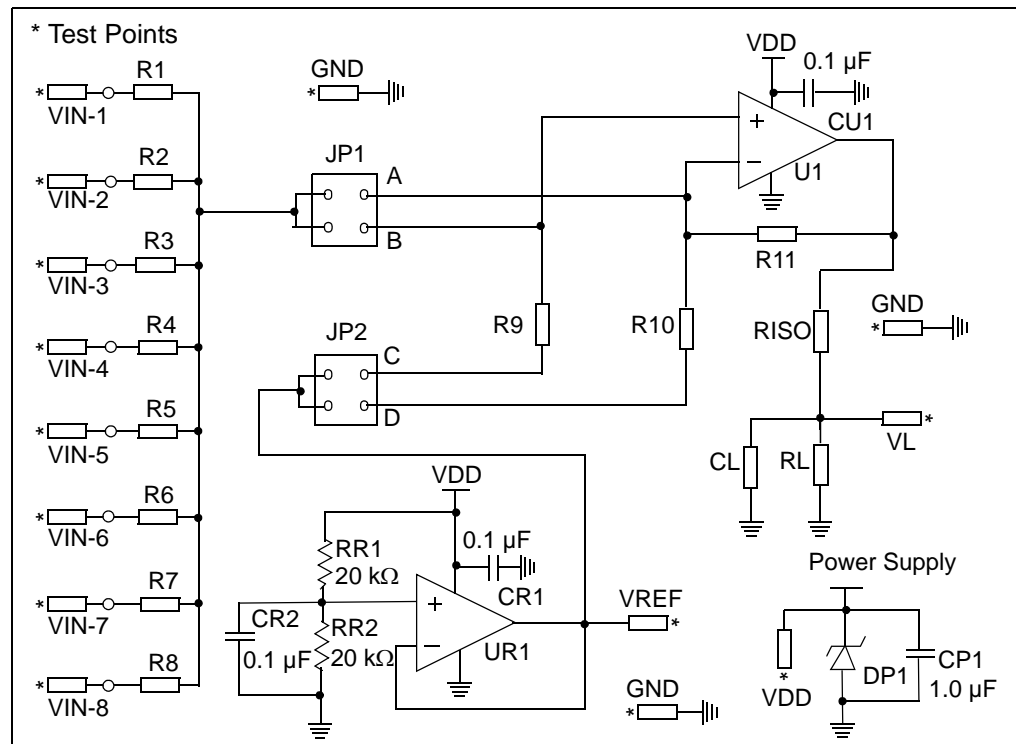 * Test Points
R1
*
VIN-1
R2
*
VIN-2
R3
*
VIN-3
R4
*
VIN-4
R5
*
VIN-5
R6
*
VIN-6
R7
*
VIN-7
R8
*
VIN-8
GND
*
JP1
A
B
JP2
C
D
R9
R10
R11
VDD
0.1 µF
CU1
+
−
U1
GND
*
RISO
VL
*
CL
RL
VDD
RR1
20 kΩ
0.1 µF
CR1
CR2
0.1 µF
RR2
20 kΩ
+
−
UR1
VREF
*
GND
*
Power Supply
*
VDD
DP1
CP1
1.0 µF